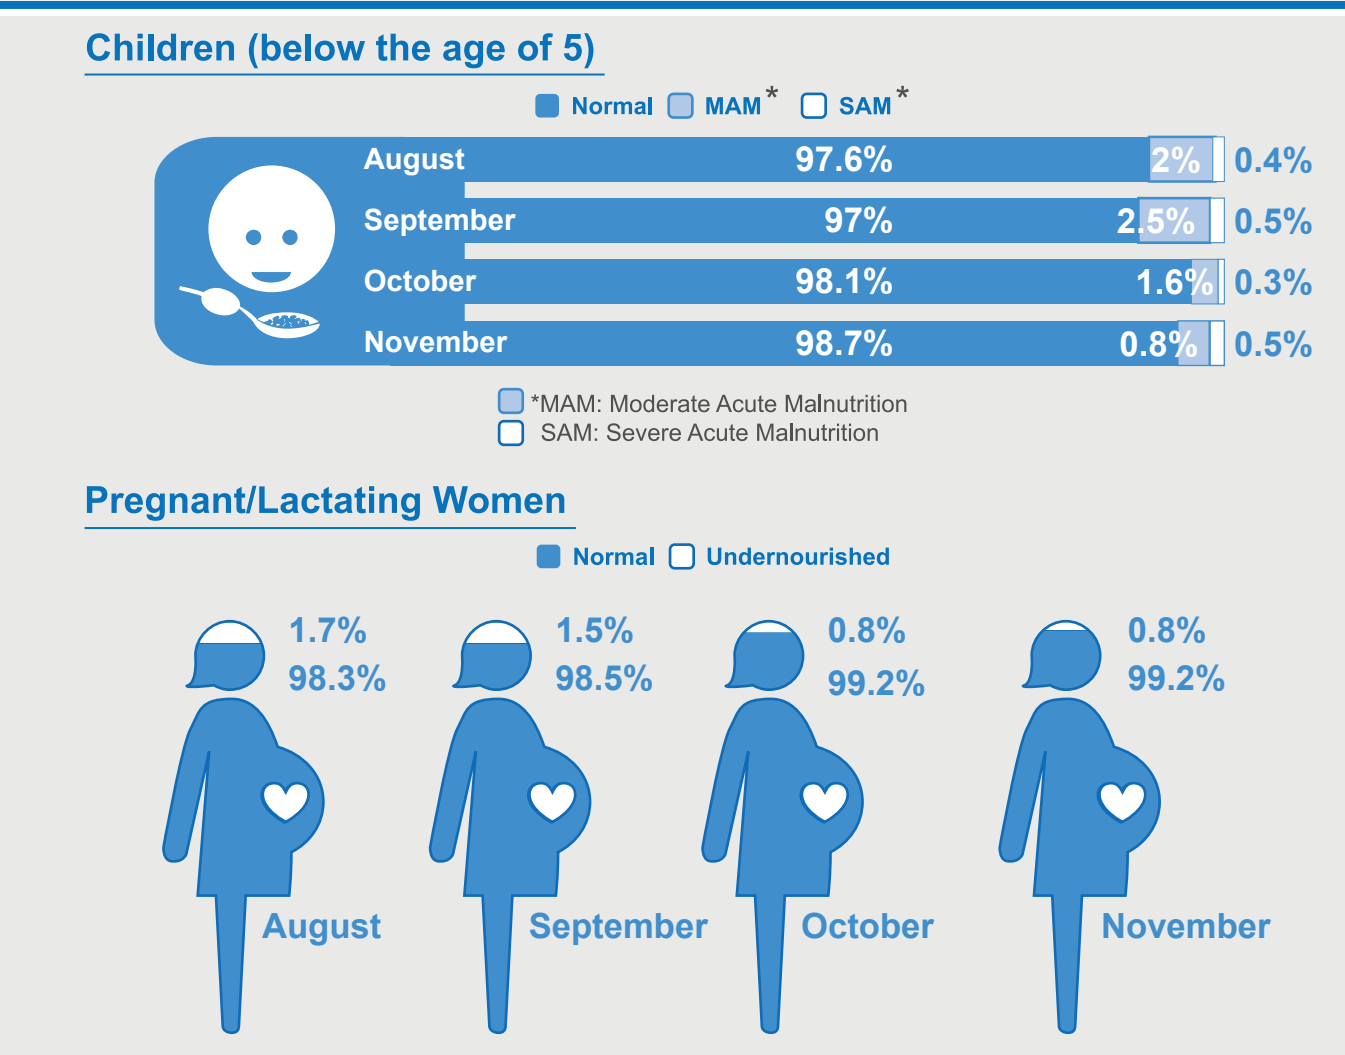 Children (below the age of 5)
Normal MAM* SAM*
August 97.6% 2% 0.4%
September 97% 2.5% 0.5%
October 98.1% 1.6% 0.3%
November 98.7% 0.8% 0.5%
*MAM: Moderate Acute Malnutrition
SAM: Severe Acute Malnutrition
Pregnant/Lactating Women
Normal Undernourished
1.7% 1.5% 0.8% 0.8%
98.3% 98.5% 99.2% 99.2%
August September October November